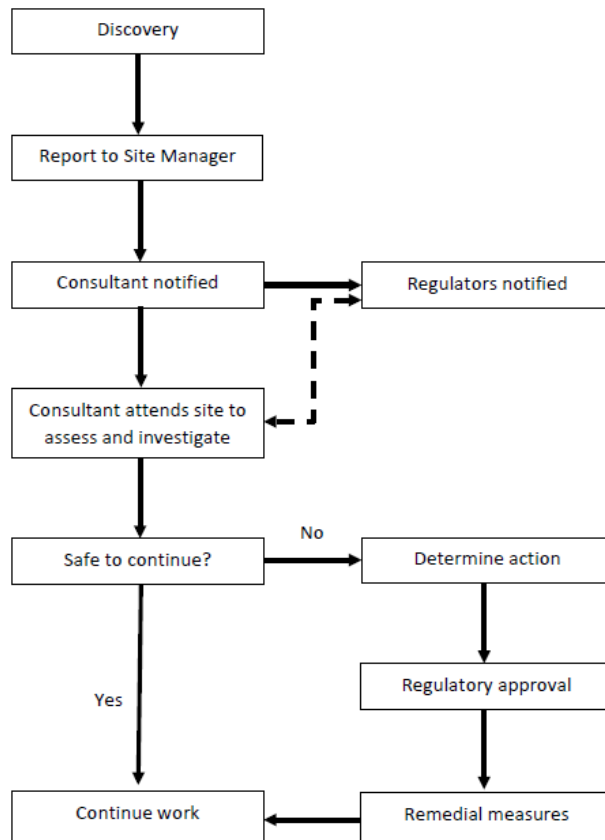 Discovery
Report to Site Manager
Consultant notified
Regulators notified
Consultant attends site to
assess and investigate
Safe to continue?
No
Determine action
Regulatory approval
Yes
Continue work
Remedial measures